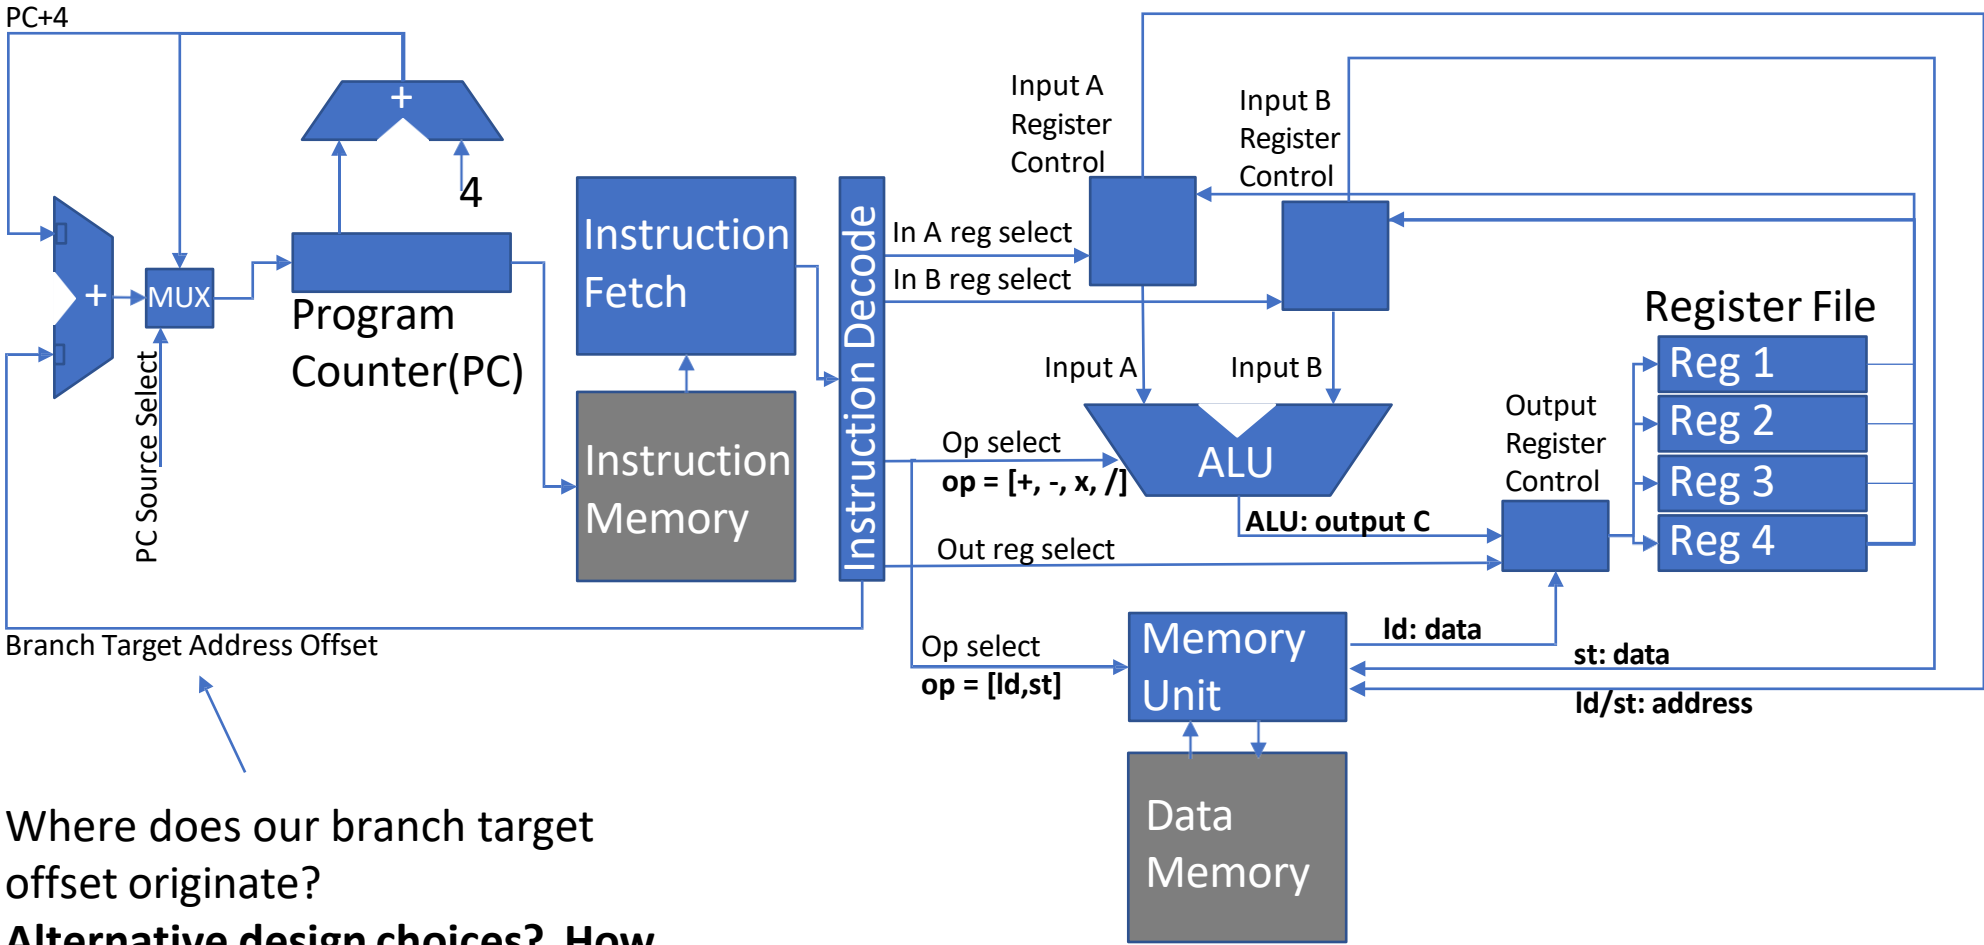 PC+4
+
4
+
MUX
PC Source Select
Program
Counter(PC)
Instruction
Fetch
Instruction
Memory
Instruction Decode
Input A
Register
Control
Input B
Register
Control
In A reg select
In B reg select
Input A
Input B
Op select
op = [+, -, x, /]
ALU
ALU: output C
Out reg select
Output
Register
Control
Register File
Reg 1
Reg 2
Reg 3
Reg 4
Branch Target Address Offset
Op select
op = [ld,st]
Memory
Unit
ld: data
st: data
ld/st: address
Data
Memory
Where does our branch target
offset originate?
Alternative design choices? How